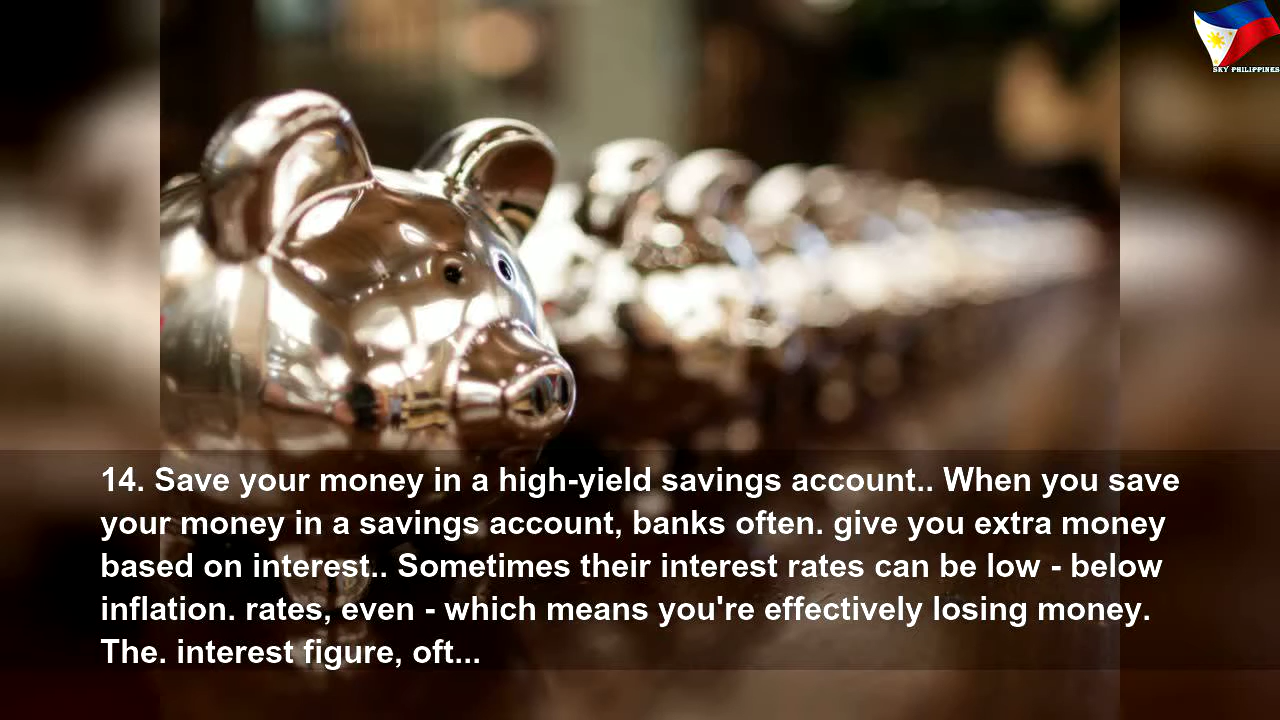 SKY PHILIPPINES
14. Save your money in a high-yield savings account.. When you save
your money in a savings account, banks often. give you extra money
based on interest.. Sometimes their interest rates can be low - below
inflation. rates, even - which means you're effectively losing money.
The. interest figure, oft...